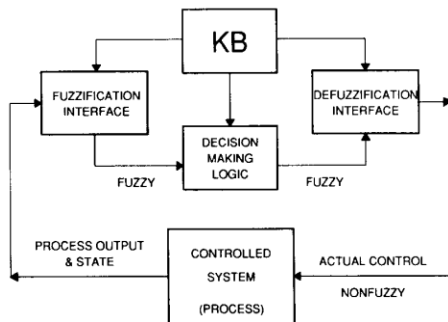 KB
FUZZIFICATION
INTERFACE
DEFUZZIFICATION
INTERFACE
DECISION
MAKING
LOGIC
FUZZY
FUZZY
PROCESS OUTPUT
& STATE
CONTROLLED
SYSTEM
(PROCESS)
ACTUAL CONTROL
NONFUZZY